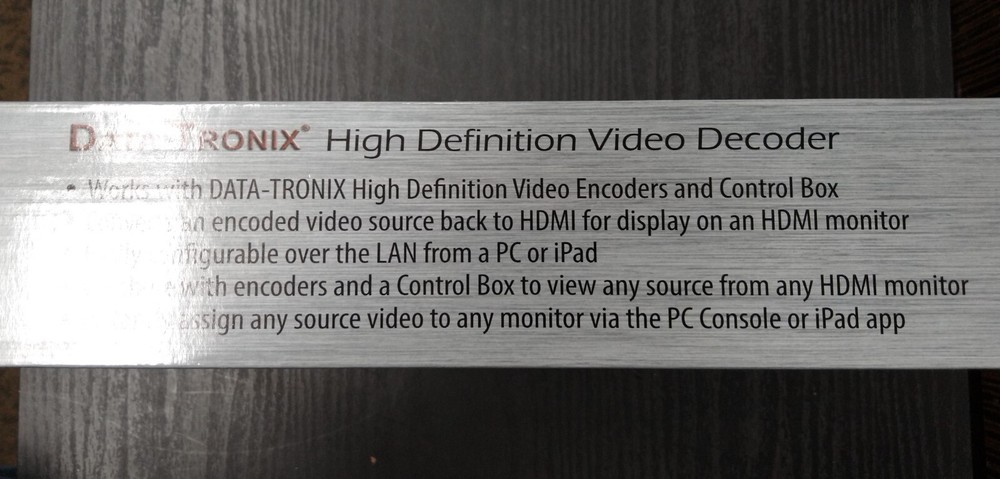 DATA-TRONIX® High Definition Video Decoder
• Works with DATA-TRONIX High Definition Video Encoders and Control Box
an encoded video source back to HDMI for display on an HDMI monitor
over the LAN from a PC or iPad
with encoders and a Control Box to view any source from any HDMI monitor
assign any source video to any monitor via the PC Console or iPad app